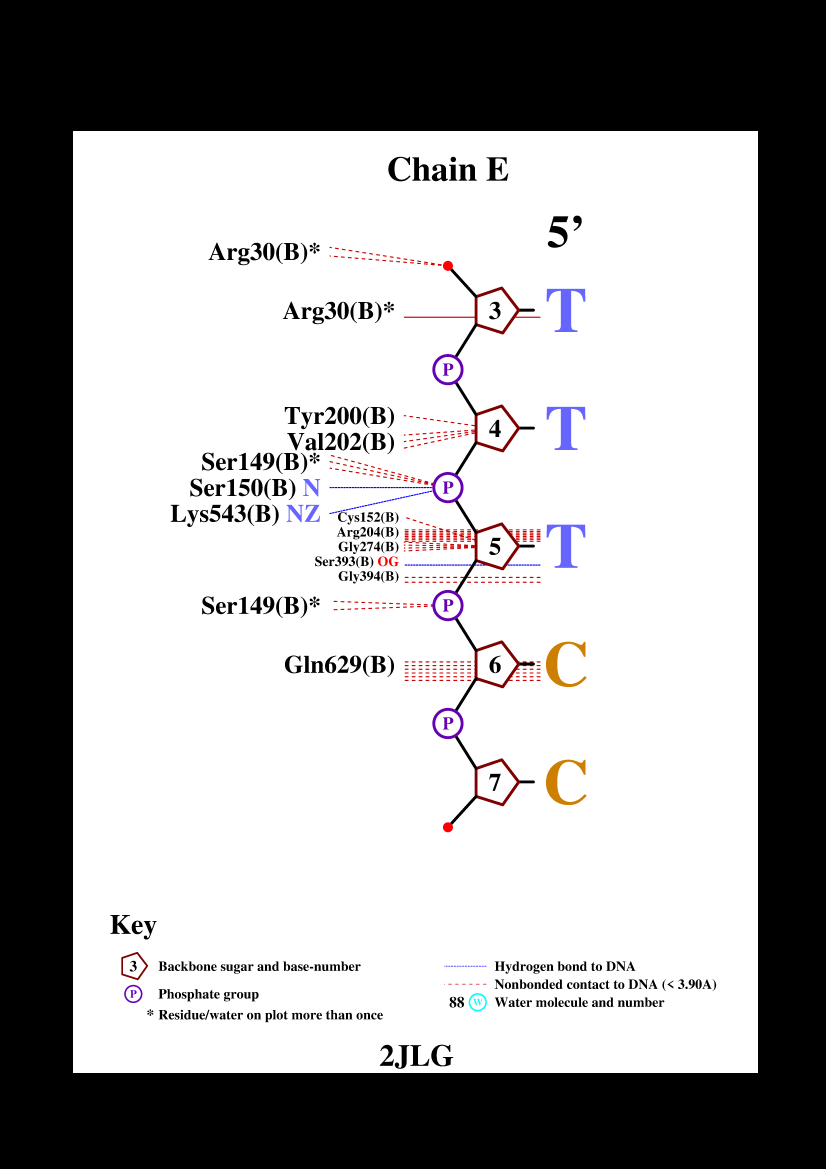 Chain E
5’
Arg30(B)*
Arg30(B)*
3
T
P
Tyr200(B)
4
T
Val202(B)
Ser149(B)*
Ser150(B) N
P
Lys543(B) NZ
Cys152(B)
Arg204(B)
Gly274(B)
5
T
Ser393(B) OG
Gly394(B)
Ser149(B)*
P
Gln629(B)
6
C
P
7
C
Key
3 Backbone sugar and base-number
P Phosphate group
* Residue/water on plot more than once
Hydrogen bond to DNA
Nonbonded contact to DNA (< 3.90A)
88 W Water molecule and number
2JLG